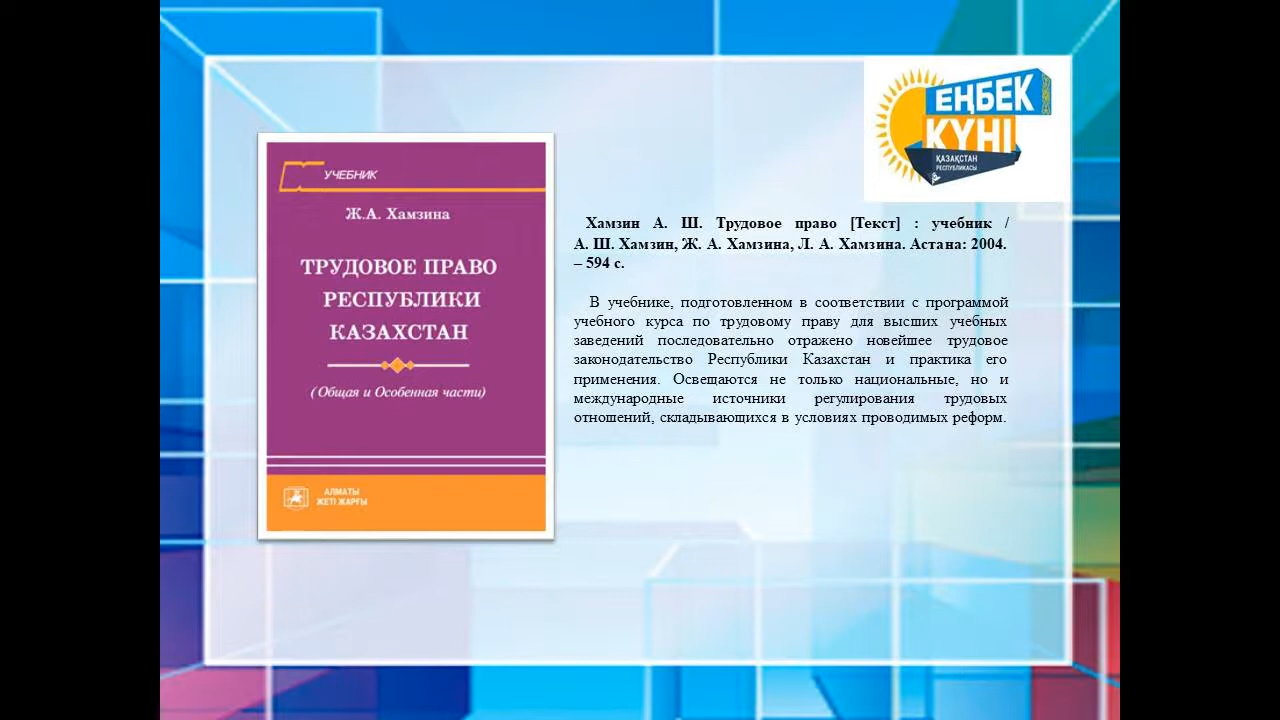 УЧЕБНИК
Ж.А. Хамзина
ТРУДОВОЕ ПРАВО
РЕСПУБЛИКИ
КАЗАХСТАН
( Общая и Особенная части)
АЛМАТЫ
ЖЕТІ ЖАРҒЫ
ЕҢБЕК
КҮНІ
ҚАЗАҚСТАН
РЕСПУБЛИКАСЫ
Хамзин А. Ш. Трудовое право [Текст] : учебник /
А. Ш. Хамзин, Ж. А. Хамзина, Л. А. Хамзина. Астана: 2004.
– 594 с.
В учебнике, подготовленном в соответствии с программой
учебного курса по трудовому праву для высших учебных
заведений последовательно отражено новейшее трудовое
законодательство Республики Казахстан и практика его
применения. Освещаются не только национальные, но и
международные источники регулирования трудовых
отношений, складывающихся в условиях проводимых реформ.